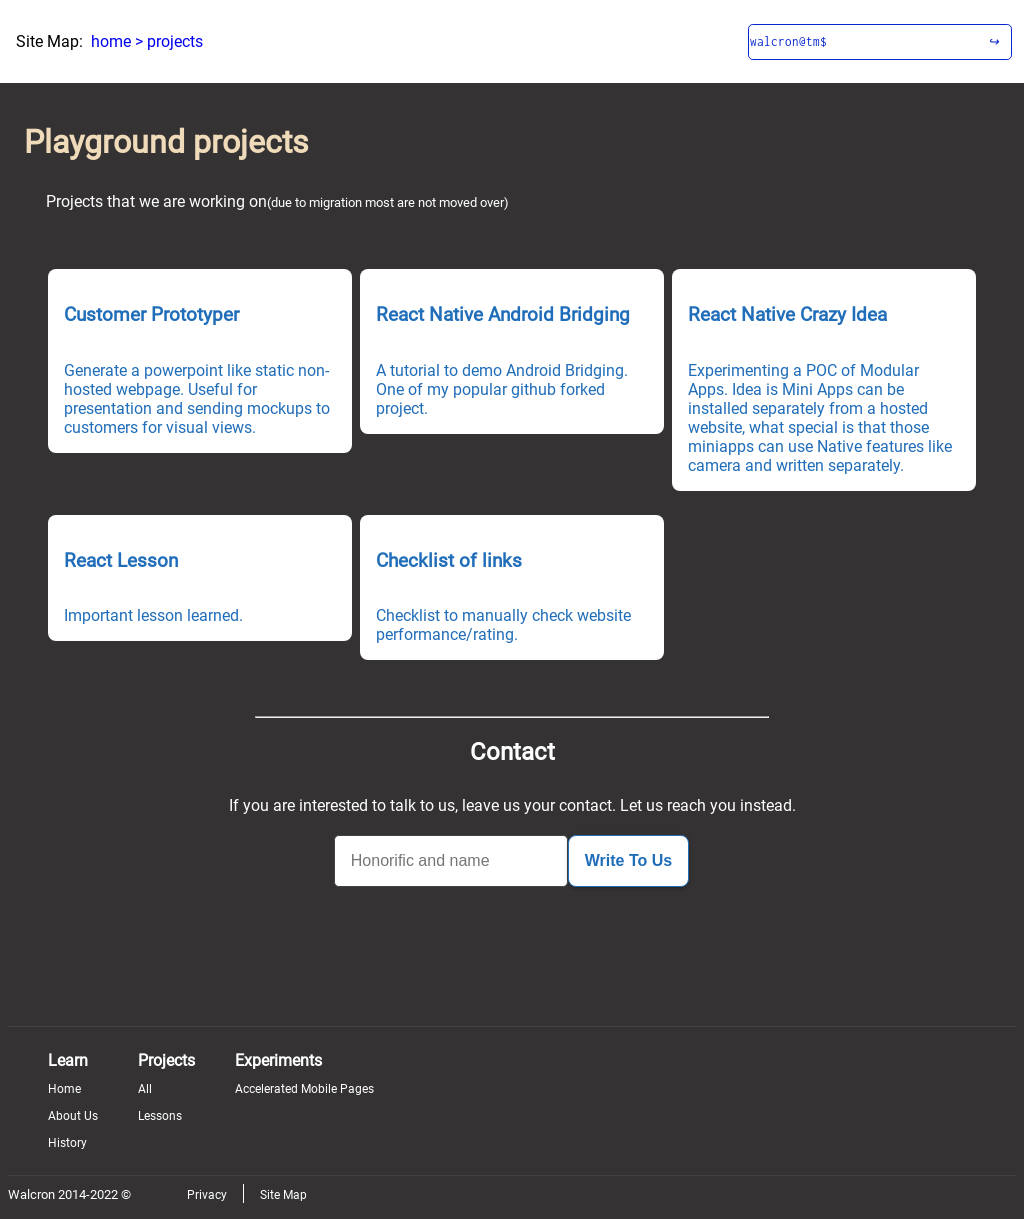 Site Map: home > projects
walcron@tm$ ↪
Playground projects
Projects that we are working on(due to migration most are not moved over)
Customer Prototyper
Generate a powerpoint like static non-
hosted webpage. Useful for
presentation and sending mockups to
customers for visual views.
React Native Android Bridging
A tutorial to demo Android Bridging.
One of my popular github forked
project.
React Native Crazy Idea
Experimenting a POC of Modular
Apps. Idea is Mini Apps can be
installed separately from a hosted
website, what special is that those
miniapps can use Native features like
camera and written separately.
React Lesson
Important lesson learned.
Checklist of links
Checklist to manually check website
performance/rating.
Contact
If you are interested to talk to us, leave us your contact. Let us reach you instead.
Honorific and name
Write To Us
Learn
Home
About Us
History
Projects
All
Lessons
Experiments
Accelerated Mobile Pages
Walcron 2014-2022 ©
Privacy
Site Map